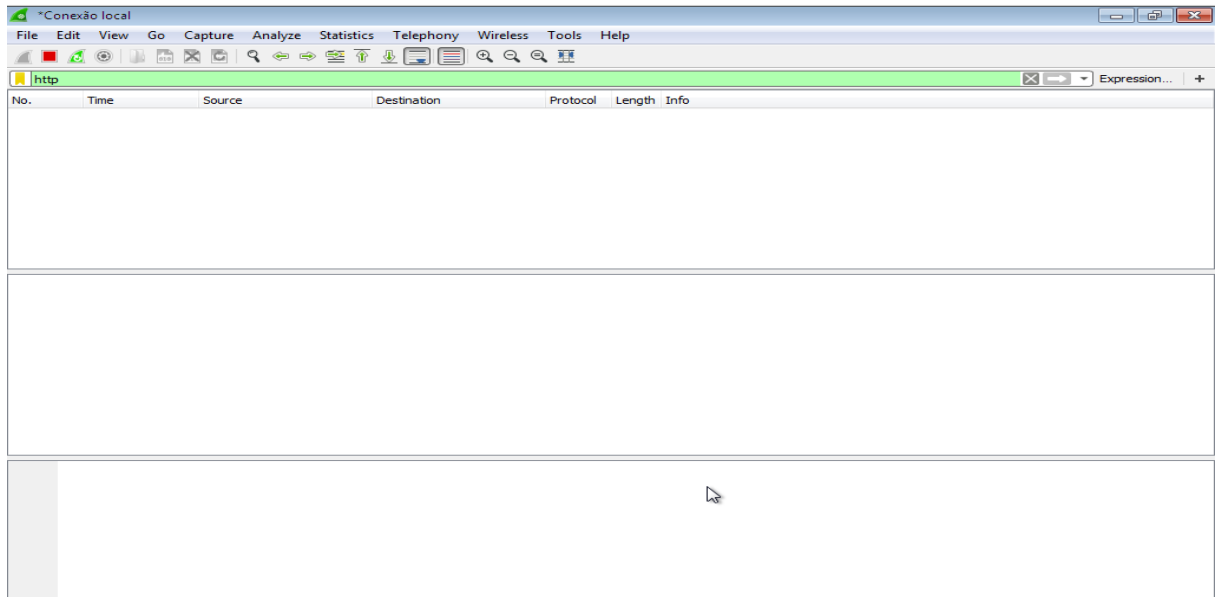 *Conexão local
File Edit View Go Capture Analyze Statistics Telephony Wireless Tools Help
http Expression... +
No. Time Source Destination Protocol Length Info